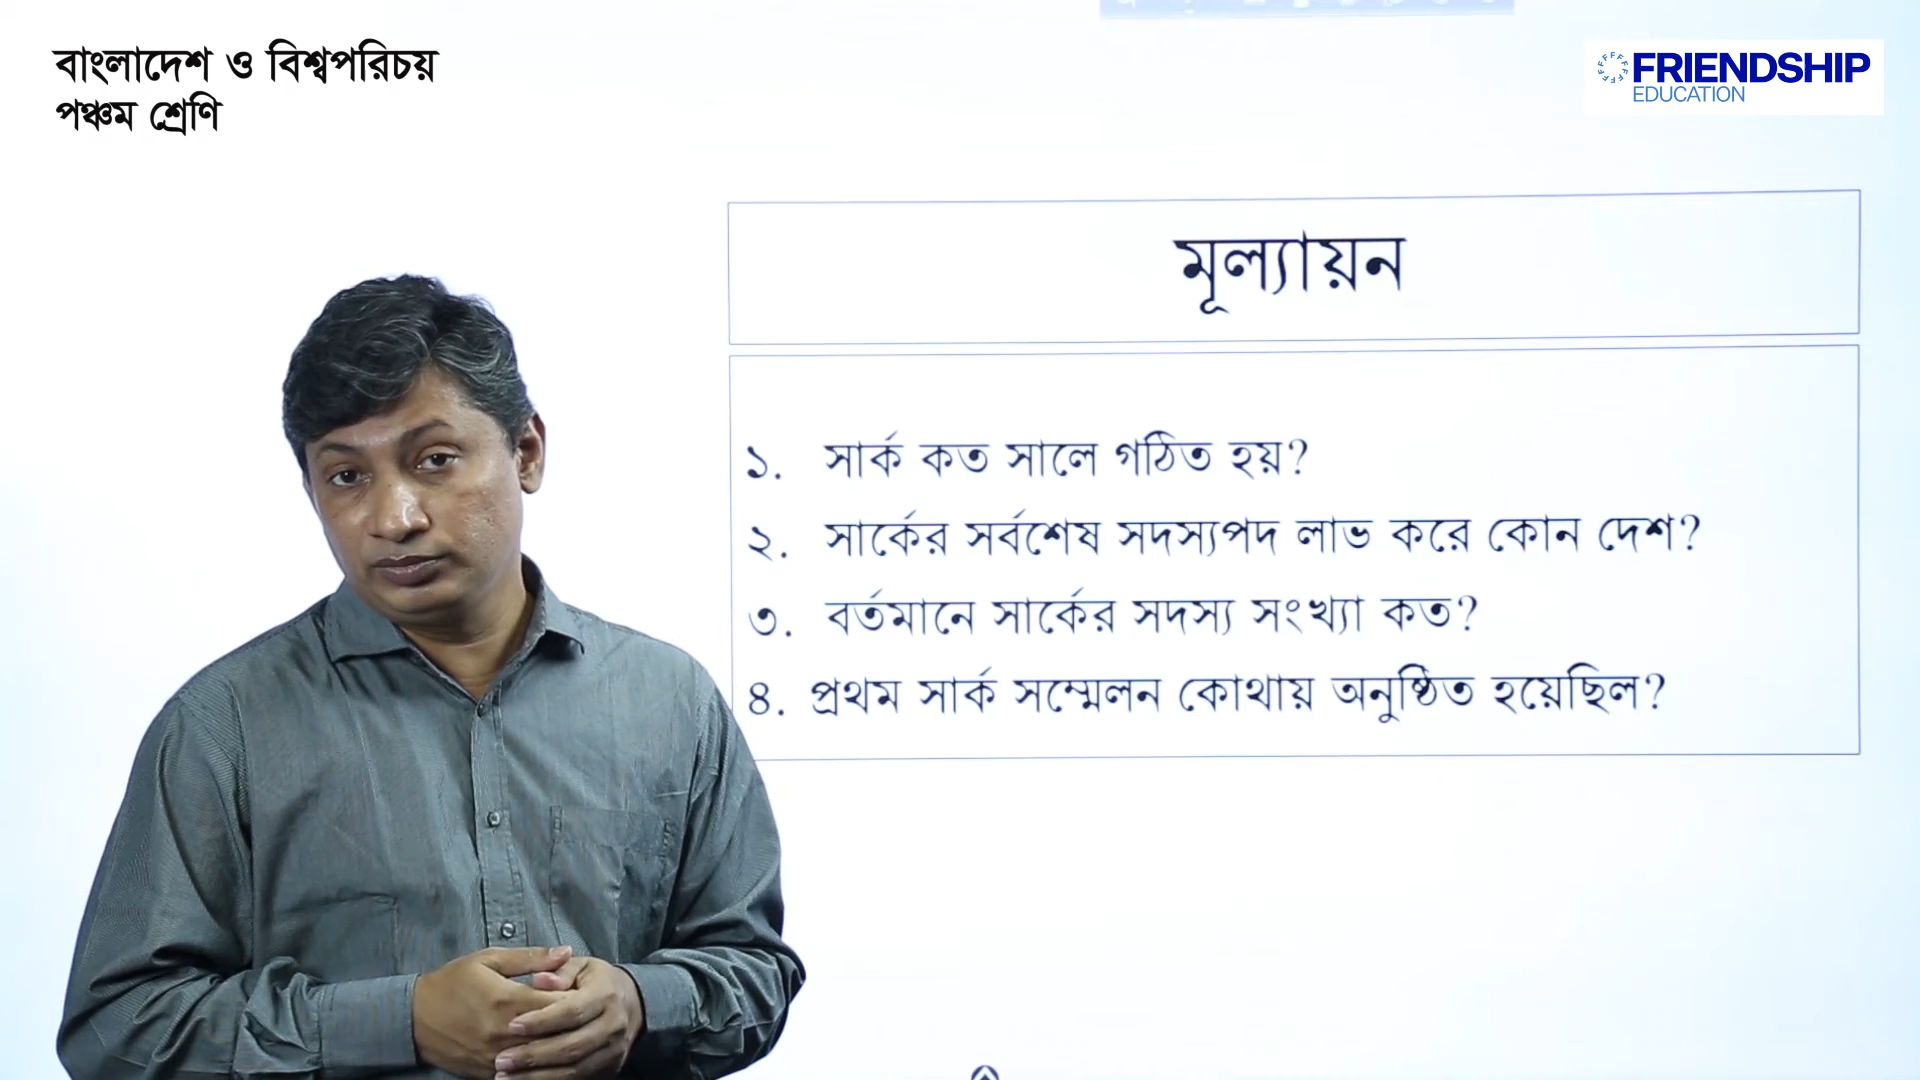 বাংলাদেশ ও বিশ্বপরিচয়
পঞ্চম শ্রেণি
FRIENDSHIP
EDUCATION
মূল্যায়ন
১. সার্ক কত সালে গঠিত হয়?
২. সার্কের সর্বশেষ সদস্যপদ লাভ করে কোন দেশ?
৩. বর্তমানে সার্কের সদস্য সংখ্যা কত?
৪. প্রথম সার্ক সম্মেলন কোথায় অনুষ্ঠিত হয়েছিল?